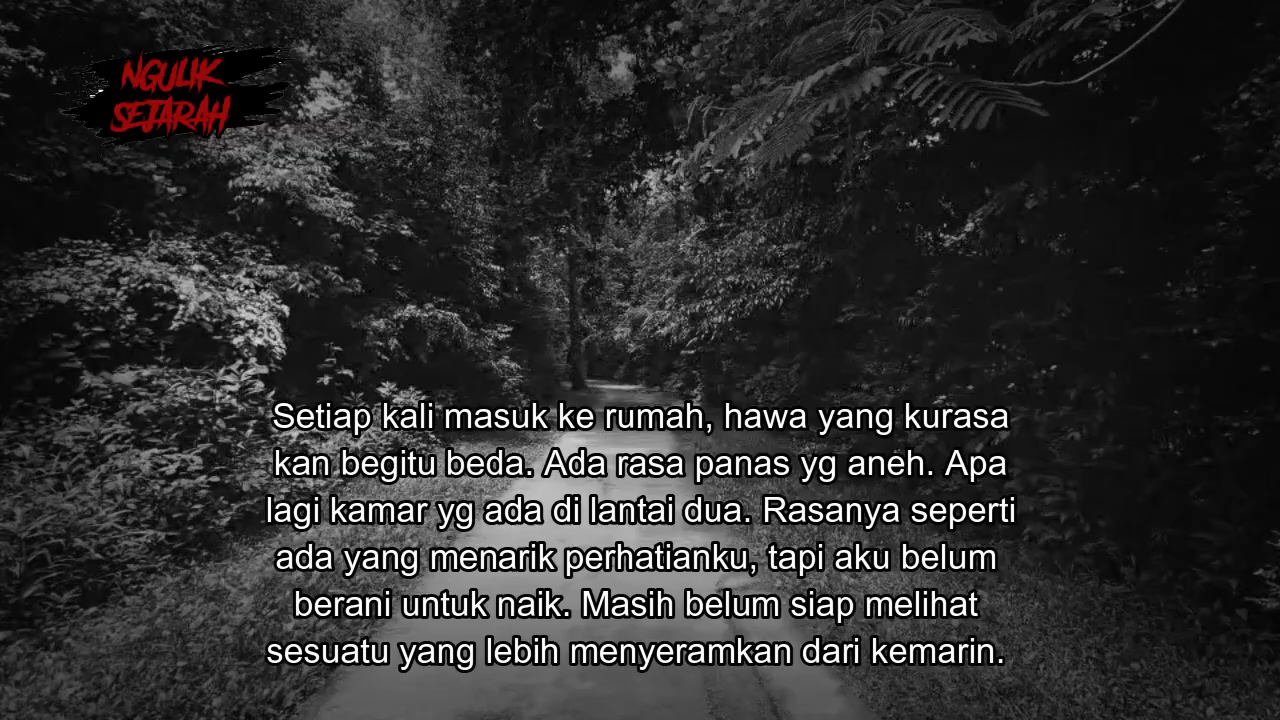 NGULIK
SEJARAH
Setiap kali masuk ke rumah, hawa yang kurasa
kan begitu beda. Ada rasa panas yg aneh. Apa
lagi kamar yg ada di lantai dua. Rasanya seperti
ada yang menarik perhatianku, tapi aku belum
berani untuk naik. Masih belum siap melihat
sesuatu yang lebih menyeramkan dari kemarin.